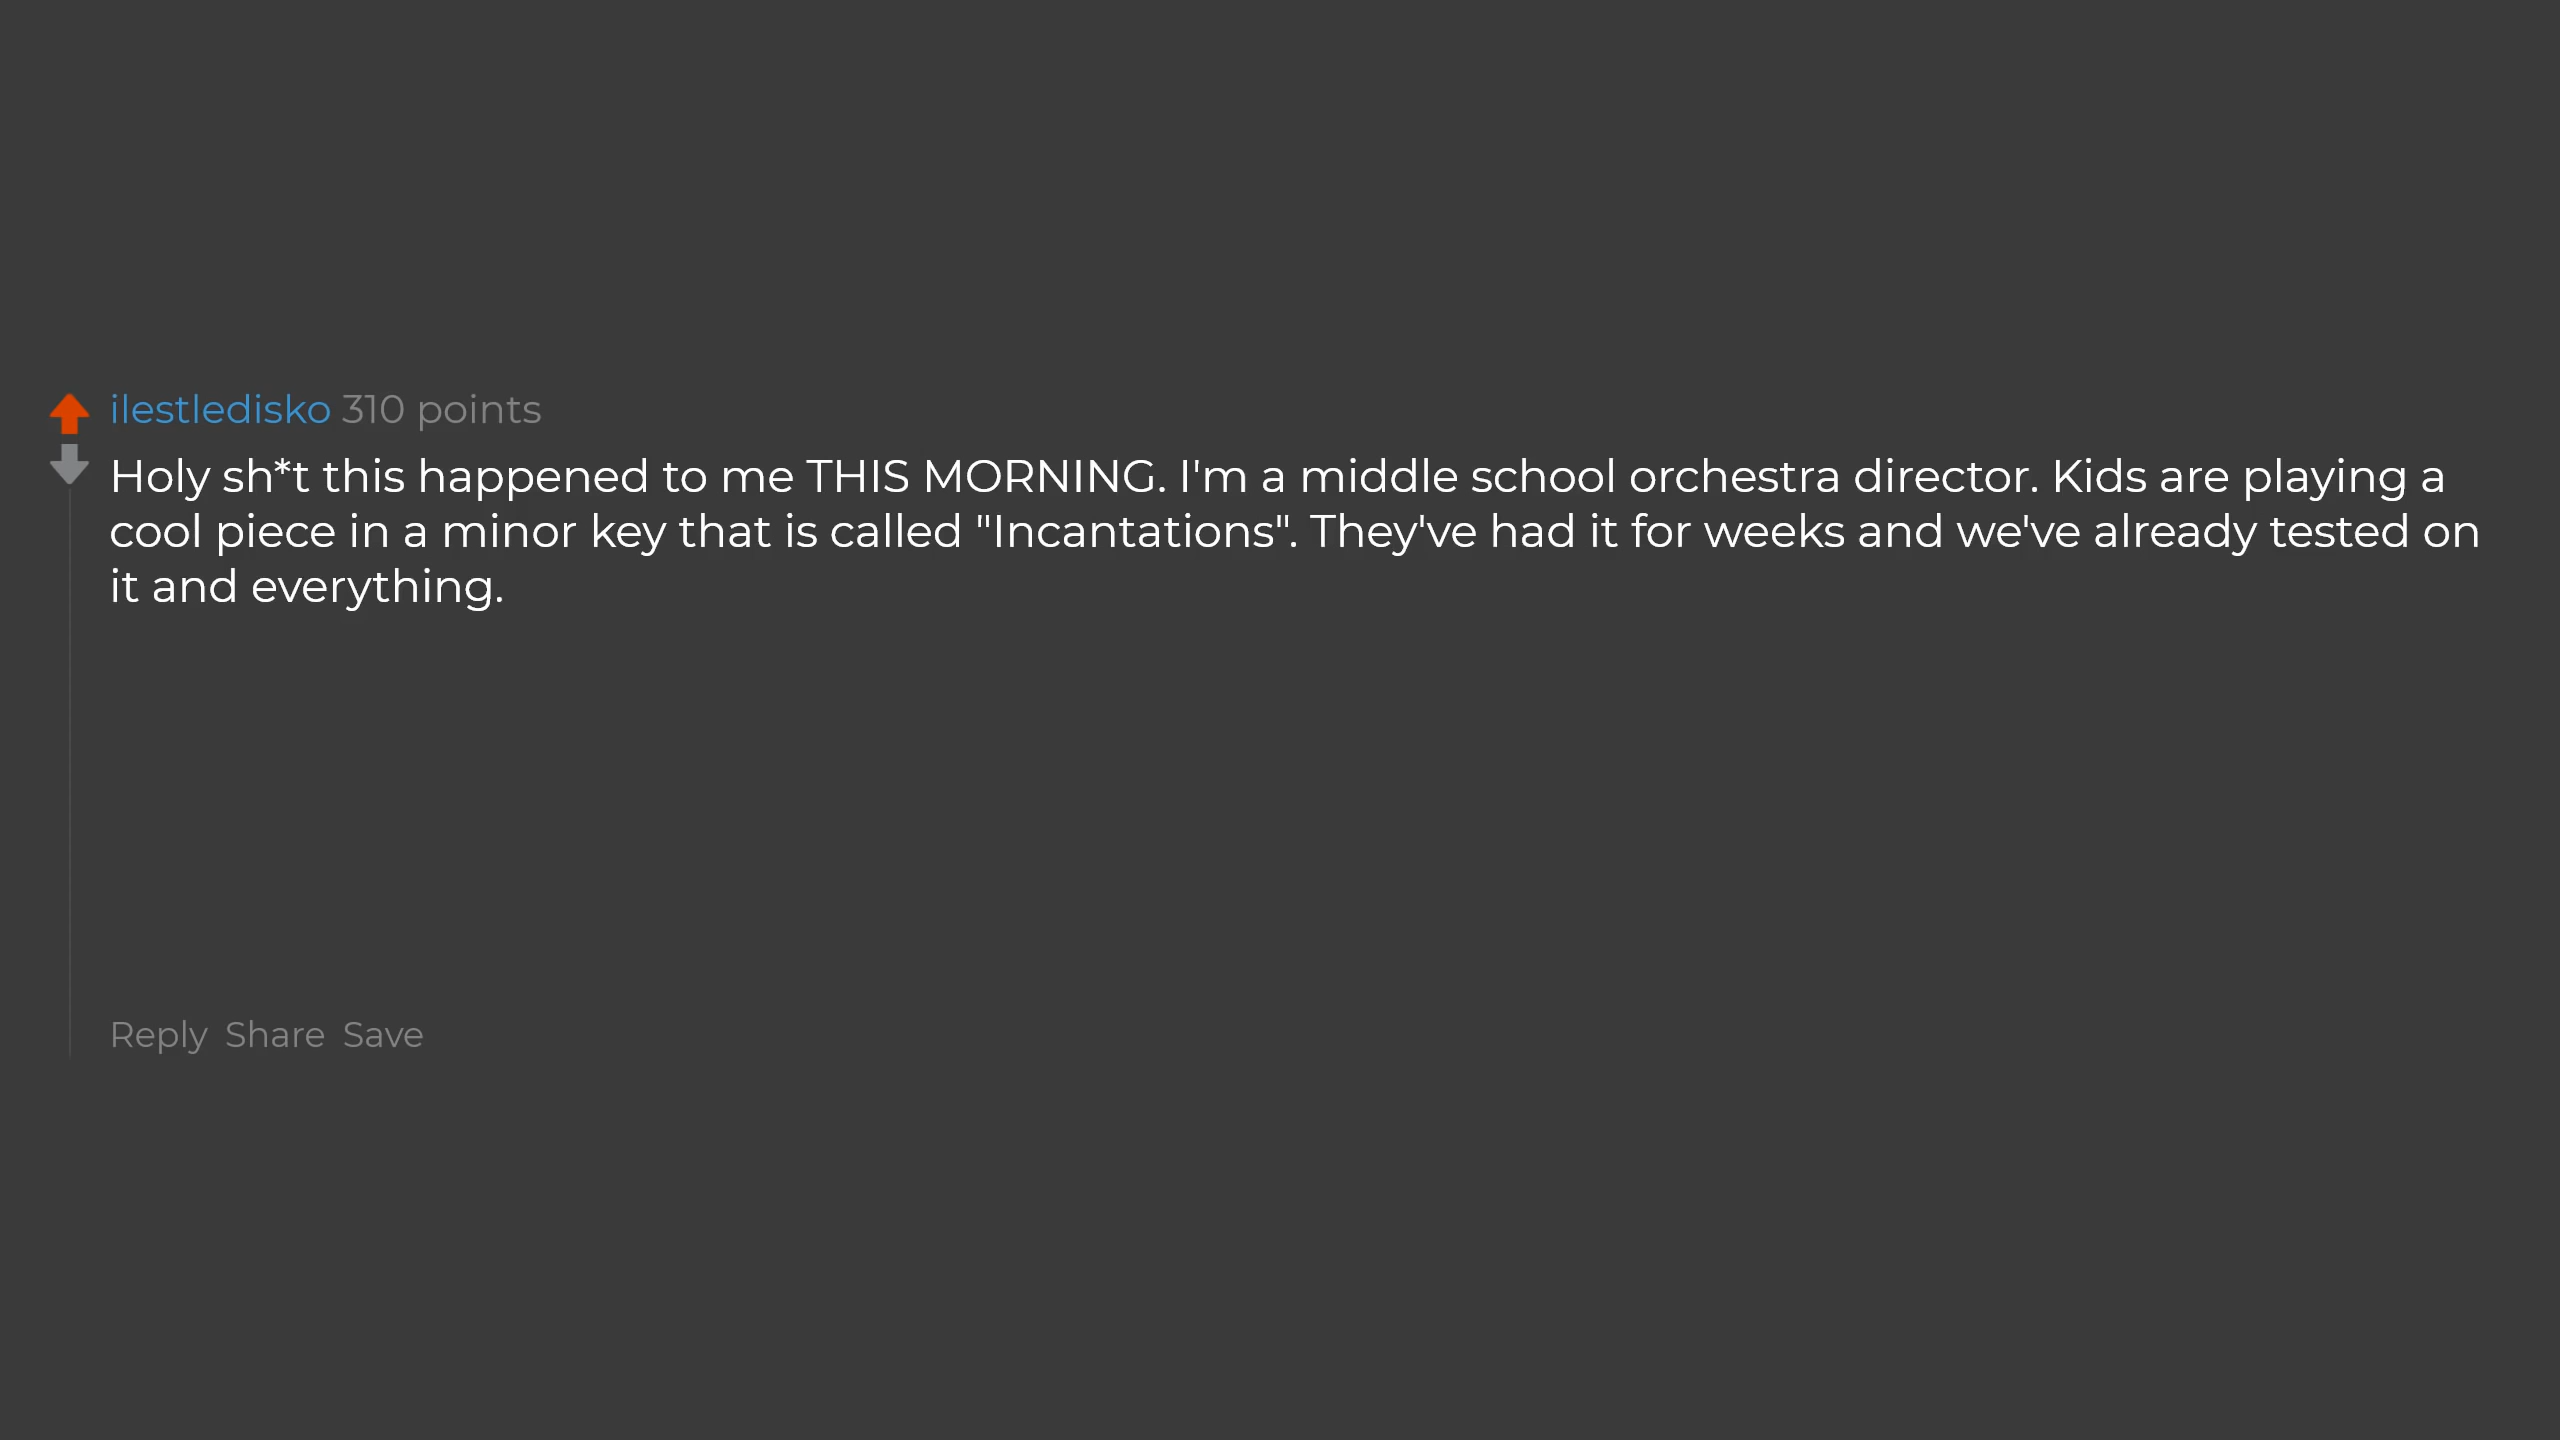 ilestledisko 310 points
Holy sh*t this happened to me THIS MORNING. I'm a middle school orchestra director. Kids are playing a
cool piece in a minor key that is called "Incantations". They've had it for weeks and we've already tested on
it and everything.
Reply Share Save